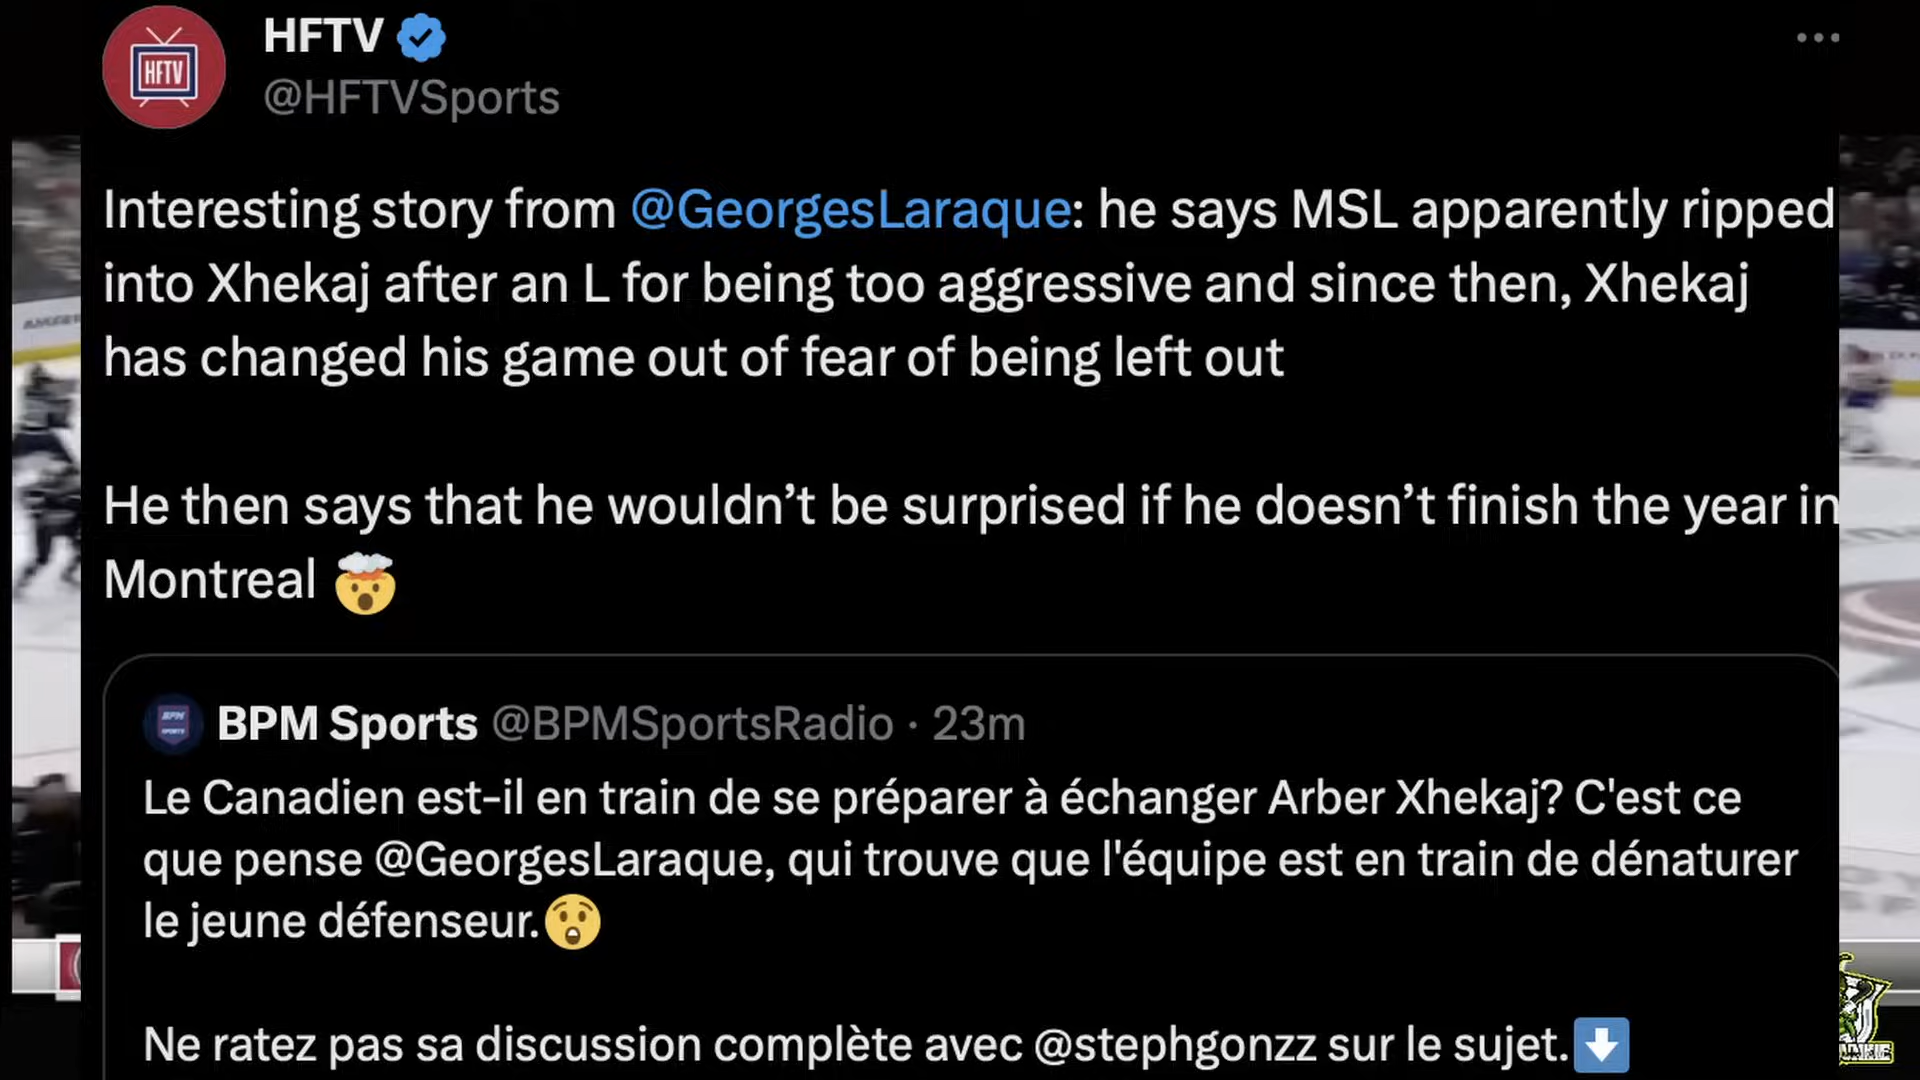 HFTV
HFTV
@HFTVSports
Interesting story from @GeorgesLaraque: he says MSL apparently ripped
into Xhekaj after an L for being too aggressive and since then, Xhekaj
has changed his game out of fear of being left out
He then says that he wouldn’t be surprised if he doesn’t finish the year in
Montreal 🤯
BPM SPORTS
BPM Sports @BPMSportsRadio · 23m
Le Canadien est-il en train de se préparer à échanger Arber Xhekaj? C'est ce
que pense @GeorgesLaraque, qui trouve que l'équipe est en train de dénaturer
le jeune défenseur.😲
Ne ratez pas sa discussion complète avec @stephgonzz sur le sujet.⬇️